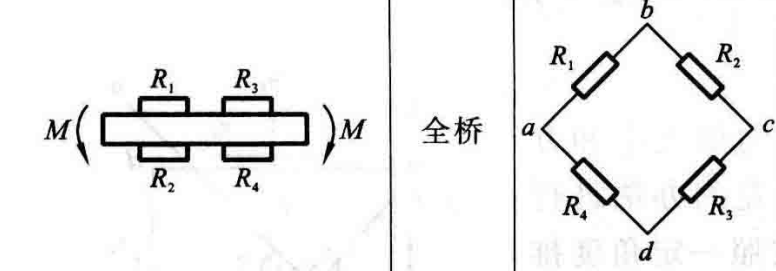 R₁ R₃
M M
R₂ R₄
全桥
b
R₁ R₂
a c
R₄ R₃
d